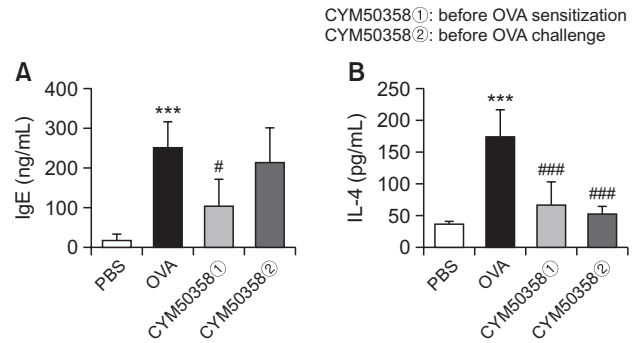 CYM50358①: before OVA sensitization
CYM50358②: before OVA challenge
A
400
300
200
100
0
IgE (ng/mL)
***
#
PBS
OVA
CYM50358①
CYM50358②
B
250
200
150
100
50
0
IL-4 (pg/mL)
***
###
###
PBS
OVA
CYM50358①
CYM50358②